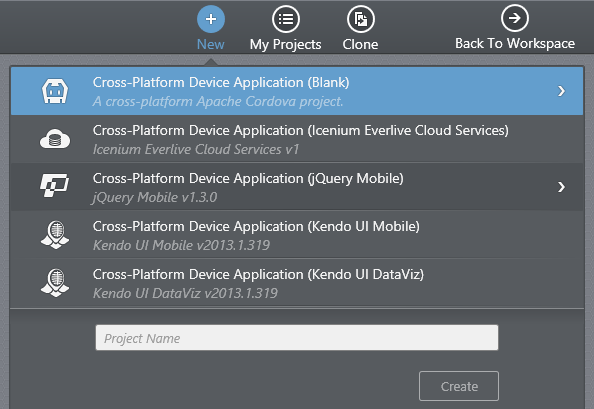 New
My Projects
Clone
Back To Workspace
Cross-Platform Device Application (Blank)
A cross-platform Apache Cordova project.
Cross-Platform Device Application (Icenium Everlive Cloud Services)
Icenium Everlive Cloud Services v1
Cross-Platform Device Application (jQuery Mobile)
jQuery Mobile v1.3.0
Cross-Platform Device Application (Kendo UI Mobile)
Kendo UI Mobile v2013.1.319
Cross-Platform Device Application (Kendo UI DataViz)
Kendo UI DataViz v2013.1.319
Project Name
Create